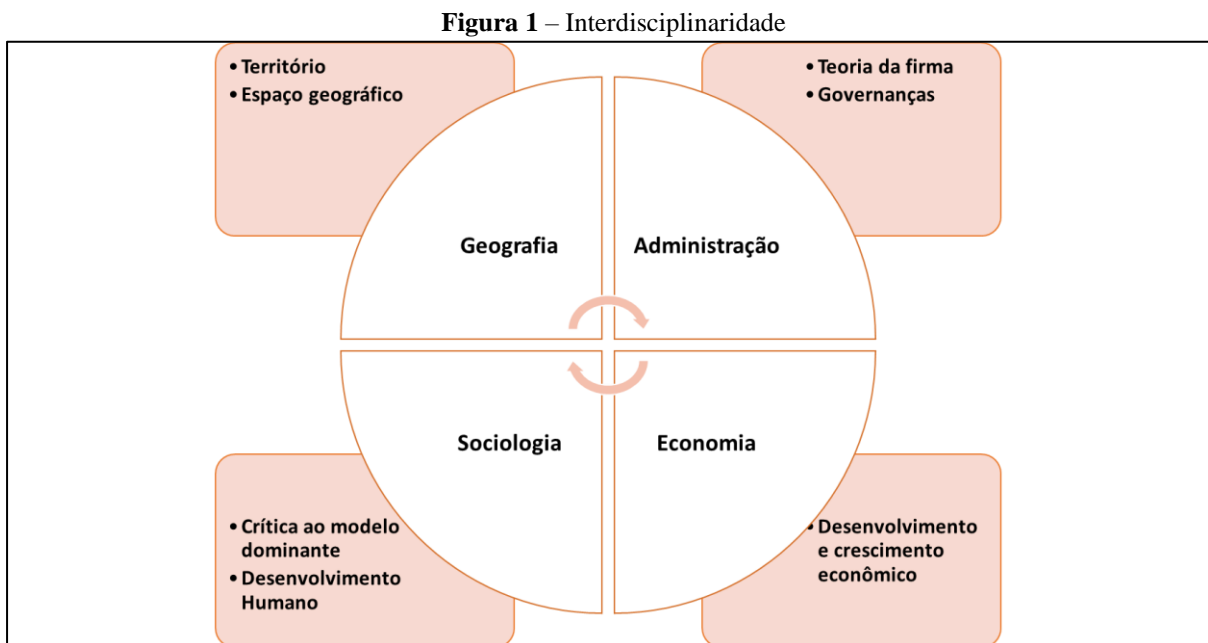 Figura 1 – Interdisciplinaridade
• Território
• Espaço geográfico
• Teoria da firma
• Governanças
Geografia
Administração
Sociologia
Economia
• Crítica ao modelo
dominante
• Desenvolvimento
Humano
• Desenvolvimento
e crescimento
econômico